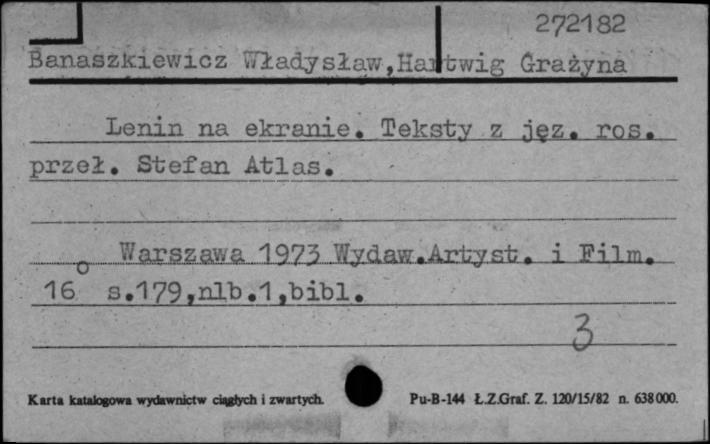 272182
Banaszkiewicz Władysław,Hartwig Grażyna
Lenin na ekranie. Teksty z jęz. ros.
przeł. Stefan Atlas.
Warszawa 1973 Wydaw.Artyst. i Film.
16° s.179,nlb.1,bibl.
3
Karta katalogowa wydawnictw ciągłych i zwartych. Pu-B-144 Ł.Z.Graf. Z. 120/15/82 n. 638000.